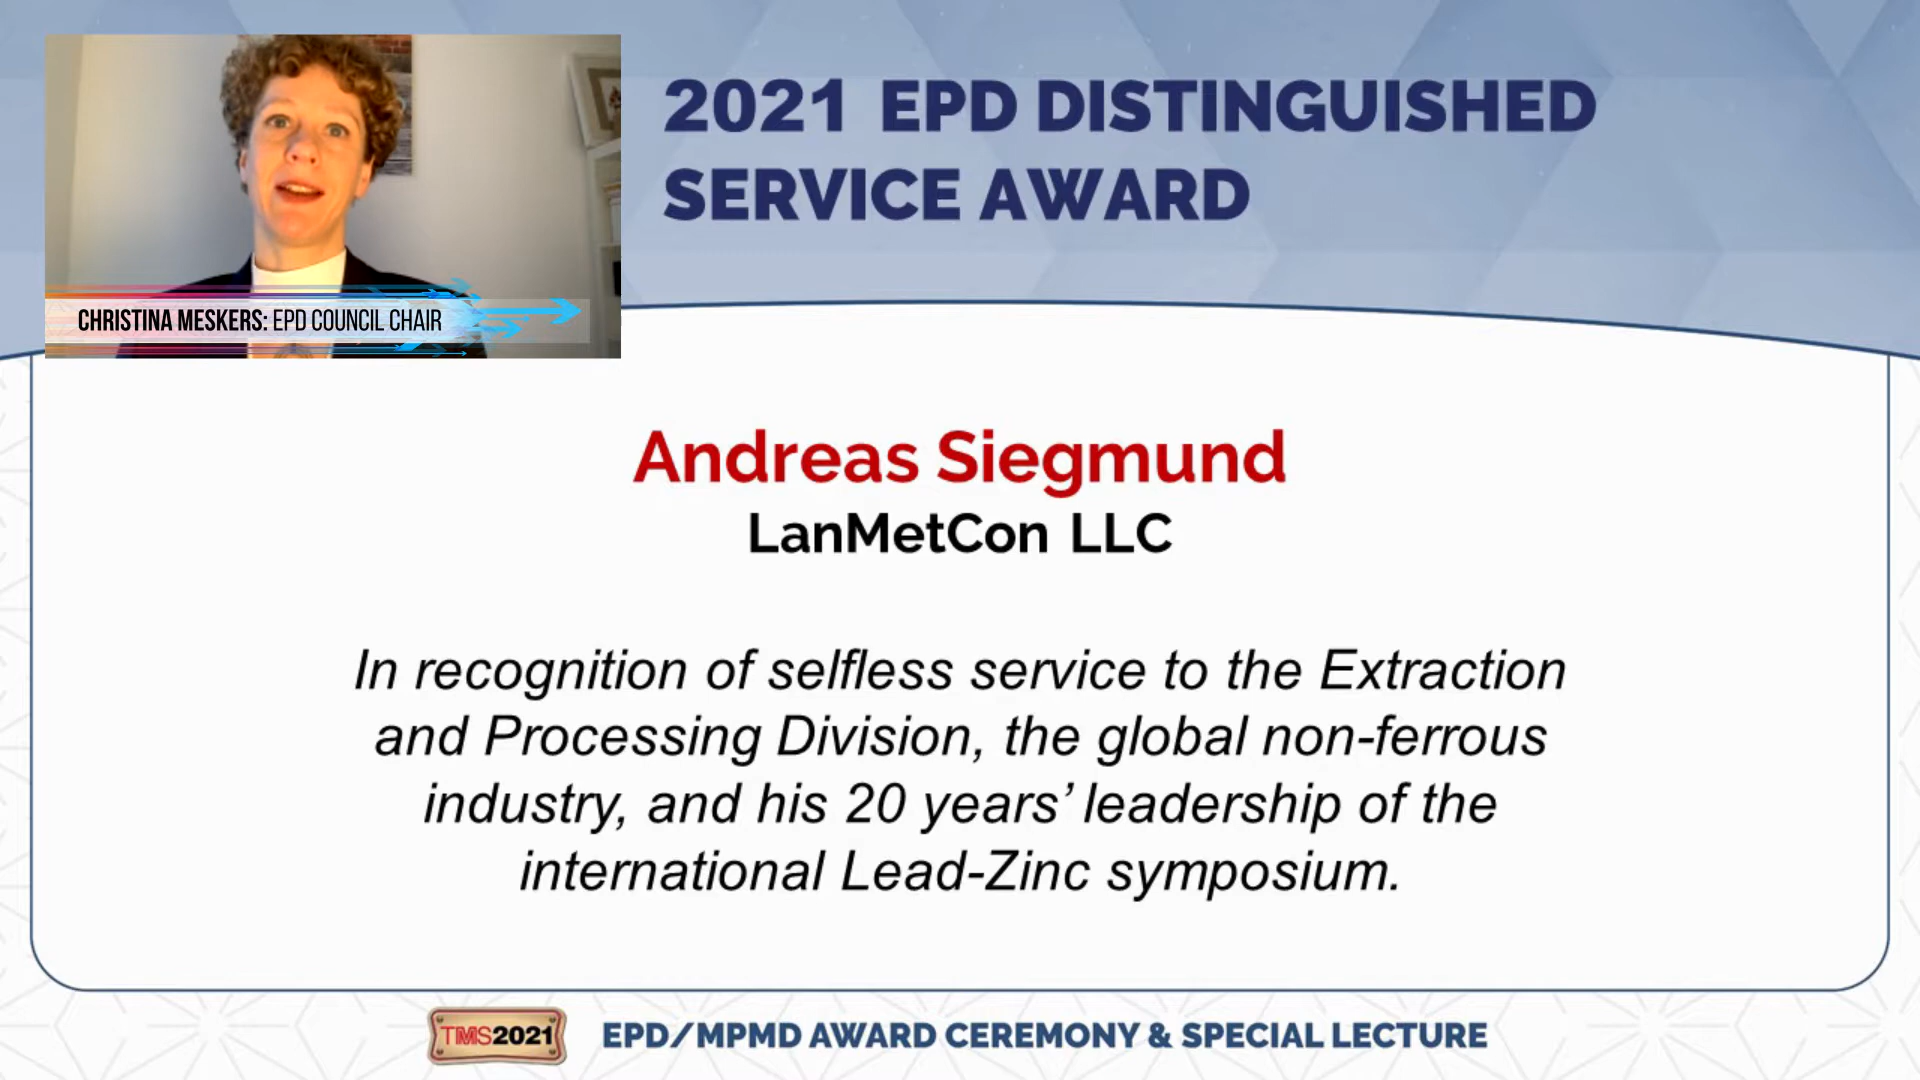 2021 EPD DISTINGUISHED
SERVICE AWARD
CHRISTINA MESKERS: EPD COUNCIL CHAIR
Andreas Siegmund
LanMetCon LLC
In recognition of selfless service to the Extraction
and Processing Division, the global non-ferrous
industry, and his 20 years’ leadership of the
international Lead-Zinc symposium.
TMS2021
EPD/MPMD AWARD CEREMONY & SPECIAL LECTURE